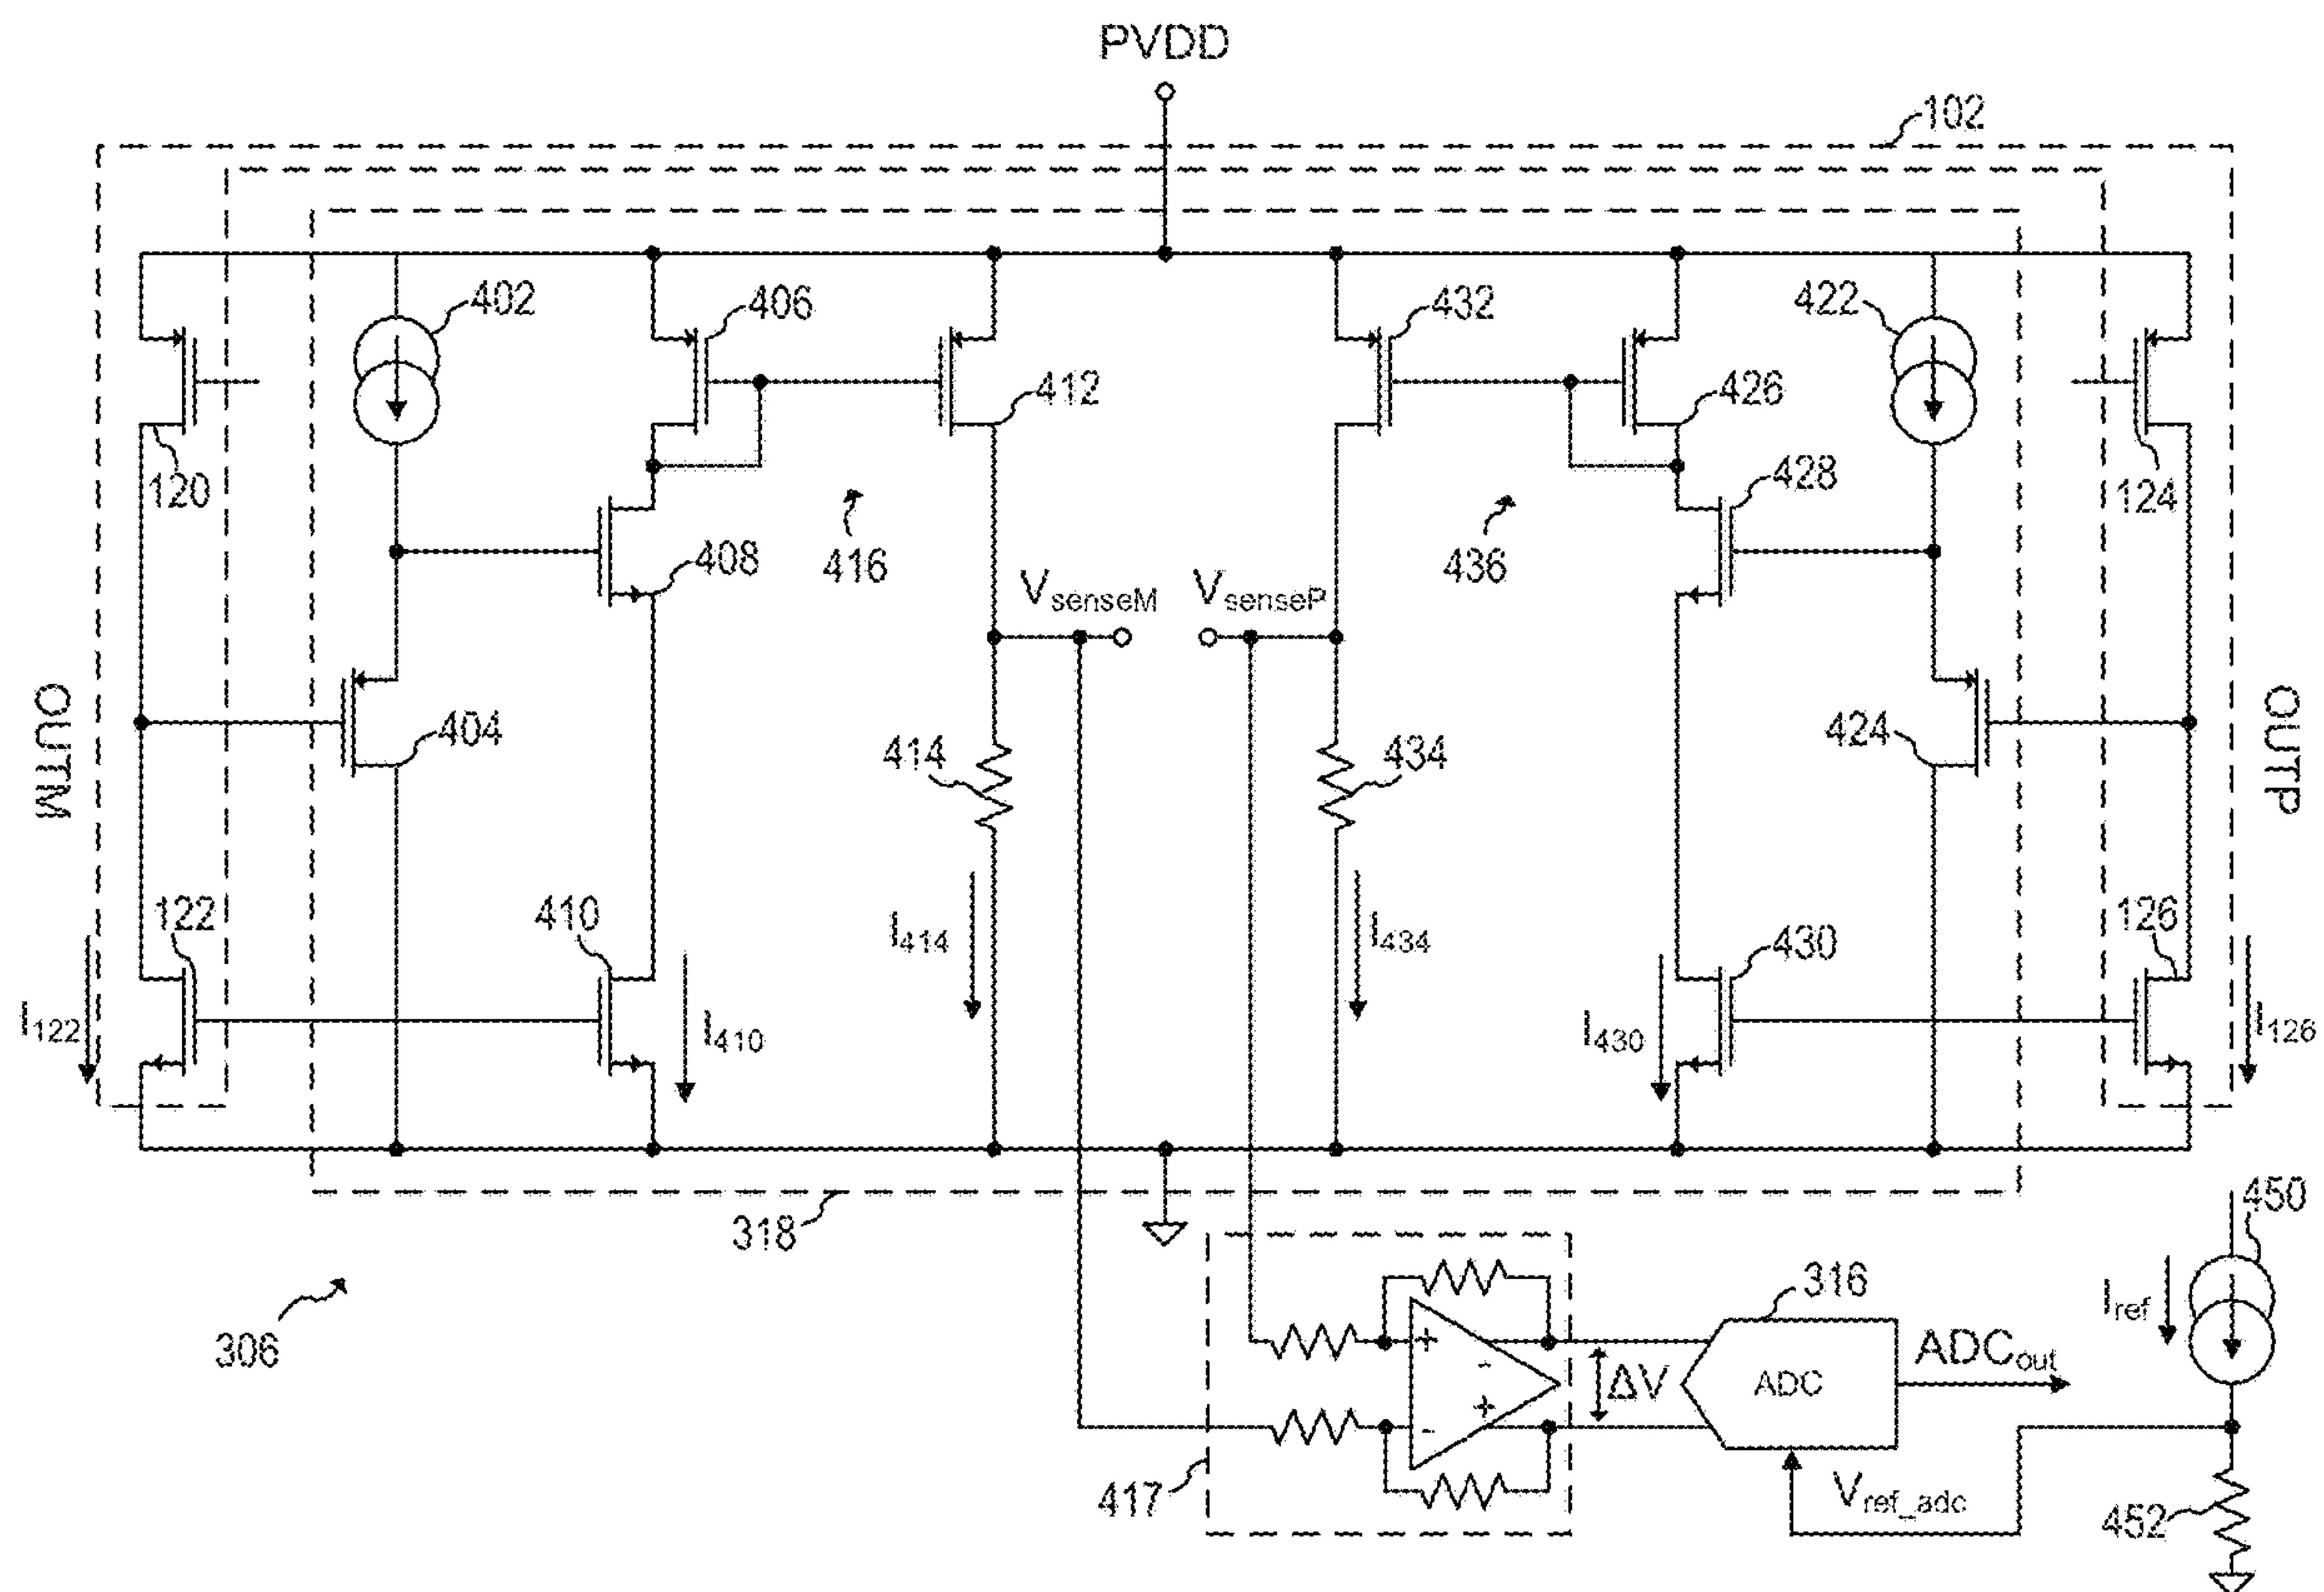 PVDD
102
402
406
432
422
412
426
120
124
428
408
416
436
VsenseM
VsenseP
OUTM
404
414
434
424
OUTP
122
410
126
430
I122
I410
I414
I434
I430
I126
318
450
306
316
Iref
+
-
ΔV
ADC
ADCout
-
+
417
Vref_adc
452